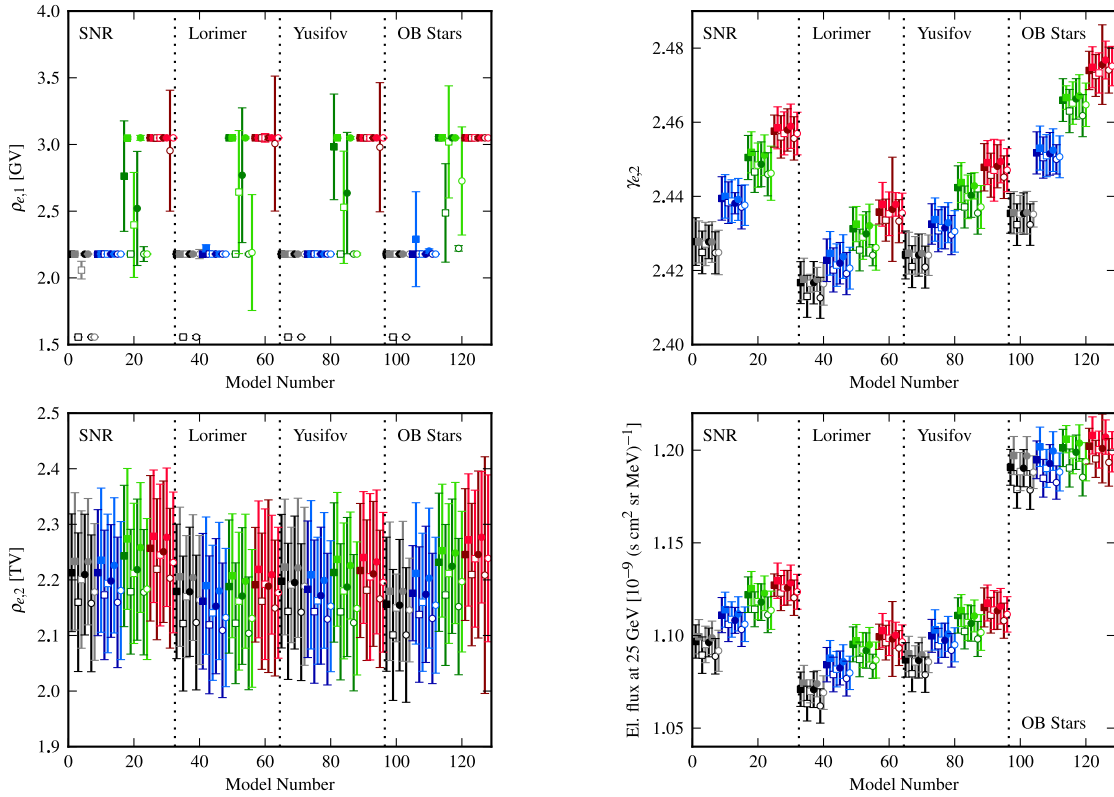 4.0
3.5
3.0
2.5
2.0
1.5
ρe,1 [GV]
SNR
Lorimer
Yusifov
OB Stars
0 20 40 60 80 100 120
Model Number
2.48
2.46
2.44
2.42
2.40
γe,2
SNR
Lorimer
Yusifov
OB Stars
0 20 40 60 80 100 120
Model Number
2.5
2.4
2.3
2.2
2.1
2.0
1.9
ρe,2 [TV]
SNR
Lorimer
Yusifov
OB Stars
0 20 40 60 80 100 120
Model Number
1.20
1.15
1.10
1.05
El. flux at 25 GeV [10⁻⁹ (s cm² sr MeV)⁻¹]
SNR
Lorimer
Yusifov
OB Stars
0 20 40 60 80 100 120
Model Number